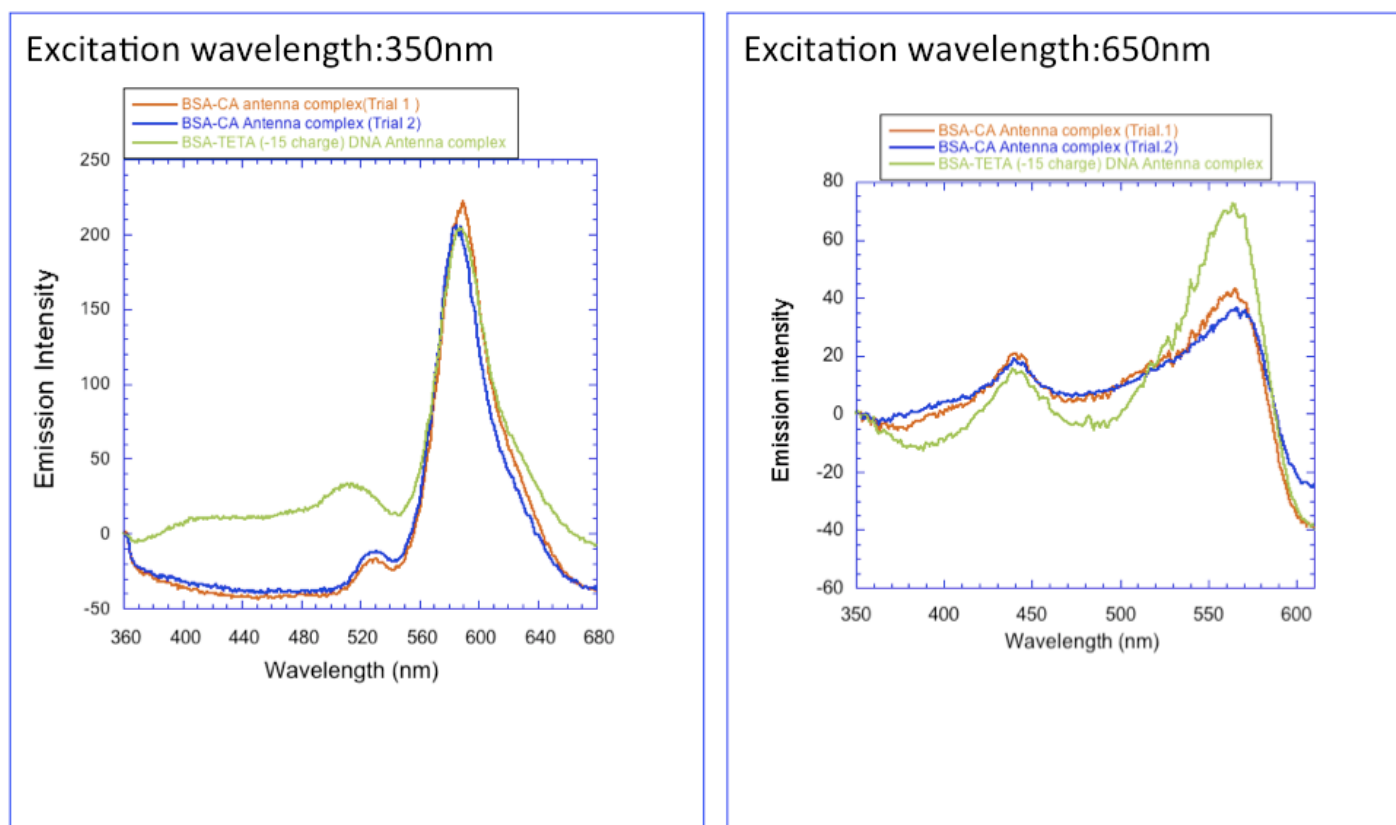 Excitation wavelength:350nm
BSA-CA antenna complex(Trial 1 )
BSA-CA Antenna complex (Trial 2)
BSA-TETA (-15 charge) DNA Antenna complex
250
200
150
100
50
0
-50
Emission Intensity
360 400 440 480 520 560 600 640 680
Wavelength (nm)
Excitation wavelength:650nm
BSA-CA Antenna complex (Trial.1)
BSA-CA Antenna complex (Trial.2)
BSA-TETA (-15 charge) DNA Antenna complex
80
60
40
20
0
-20
-40
-60
Emission intensity
350 400 450 500 550 600
Wavelength (nm)